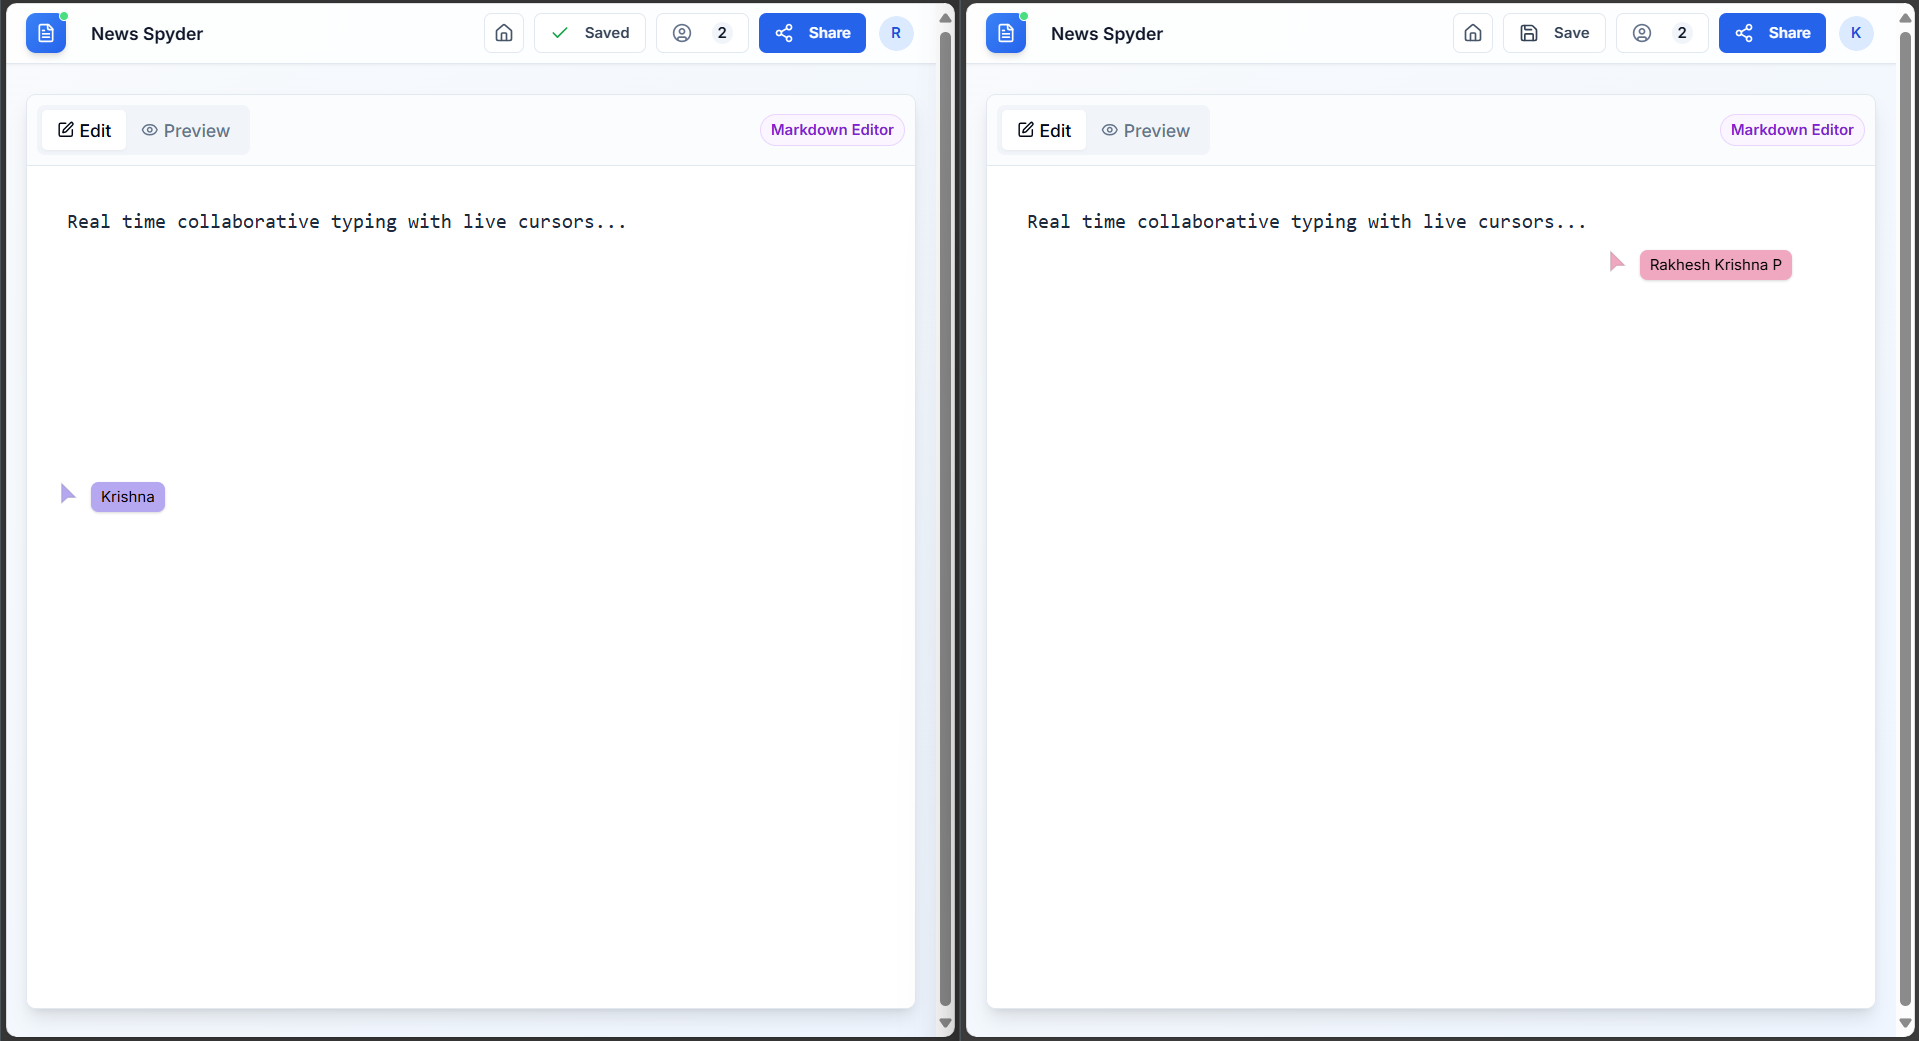 News Spyder
Saved
2
Share
R
Edit
Preview
Markdown Editor
Real time collaborative typing with live cursors...
Krishna
News Spyder
Save
2
Share
K
Edit
Preview
Markdown Editor
Real time collaborative typing with live cursors...
Rakhesh Krishna P